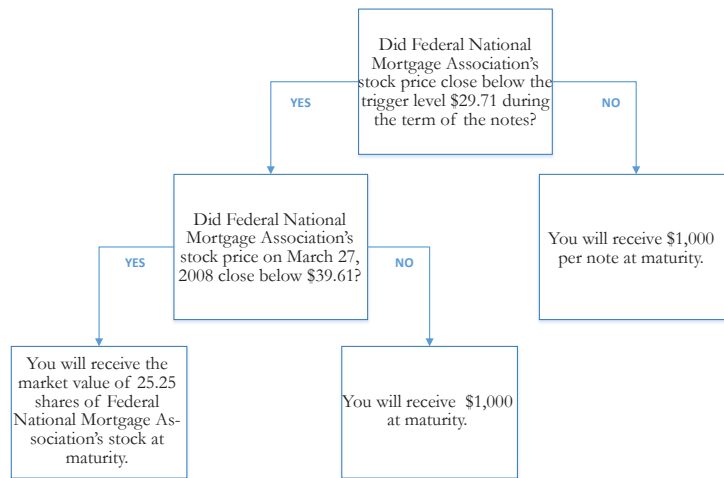 Did Federal National
Mortgage Association's
stock price close below the
trigger level $29.71 during
the term of the notes?
YES
NO
Did Federal National
Mortgage Association's
stock price on March 27,
2008 close below $39.61?
You will receive $1,000
per note at maturity.
YES
NO
You will receive the
market value of 25.25
shares of Federal
National Mortgage As-
sociation's stock at
maturity.
You will receive $1,000
at maturity.